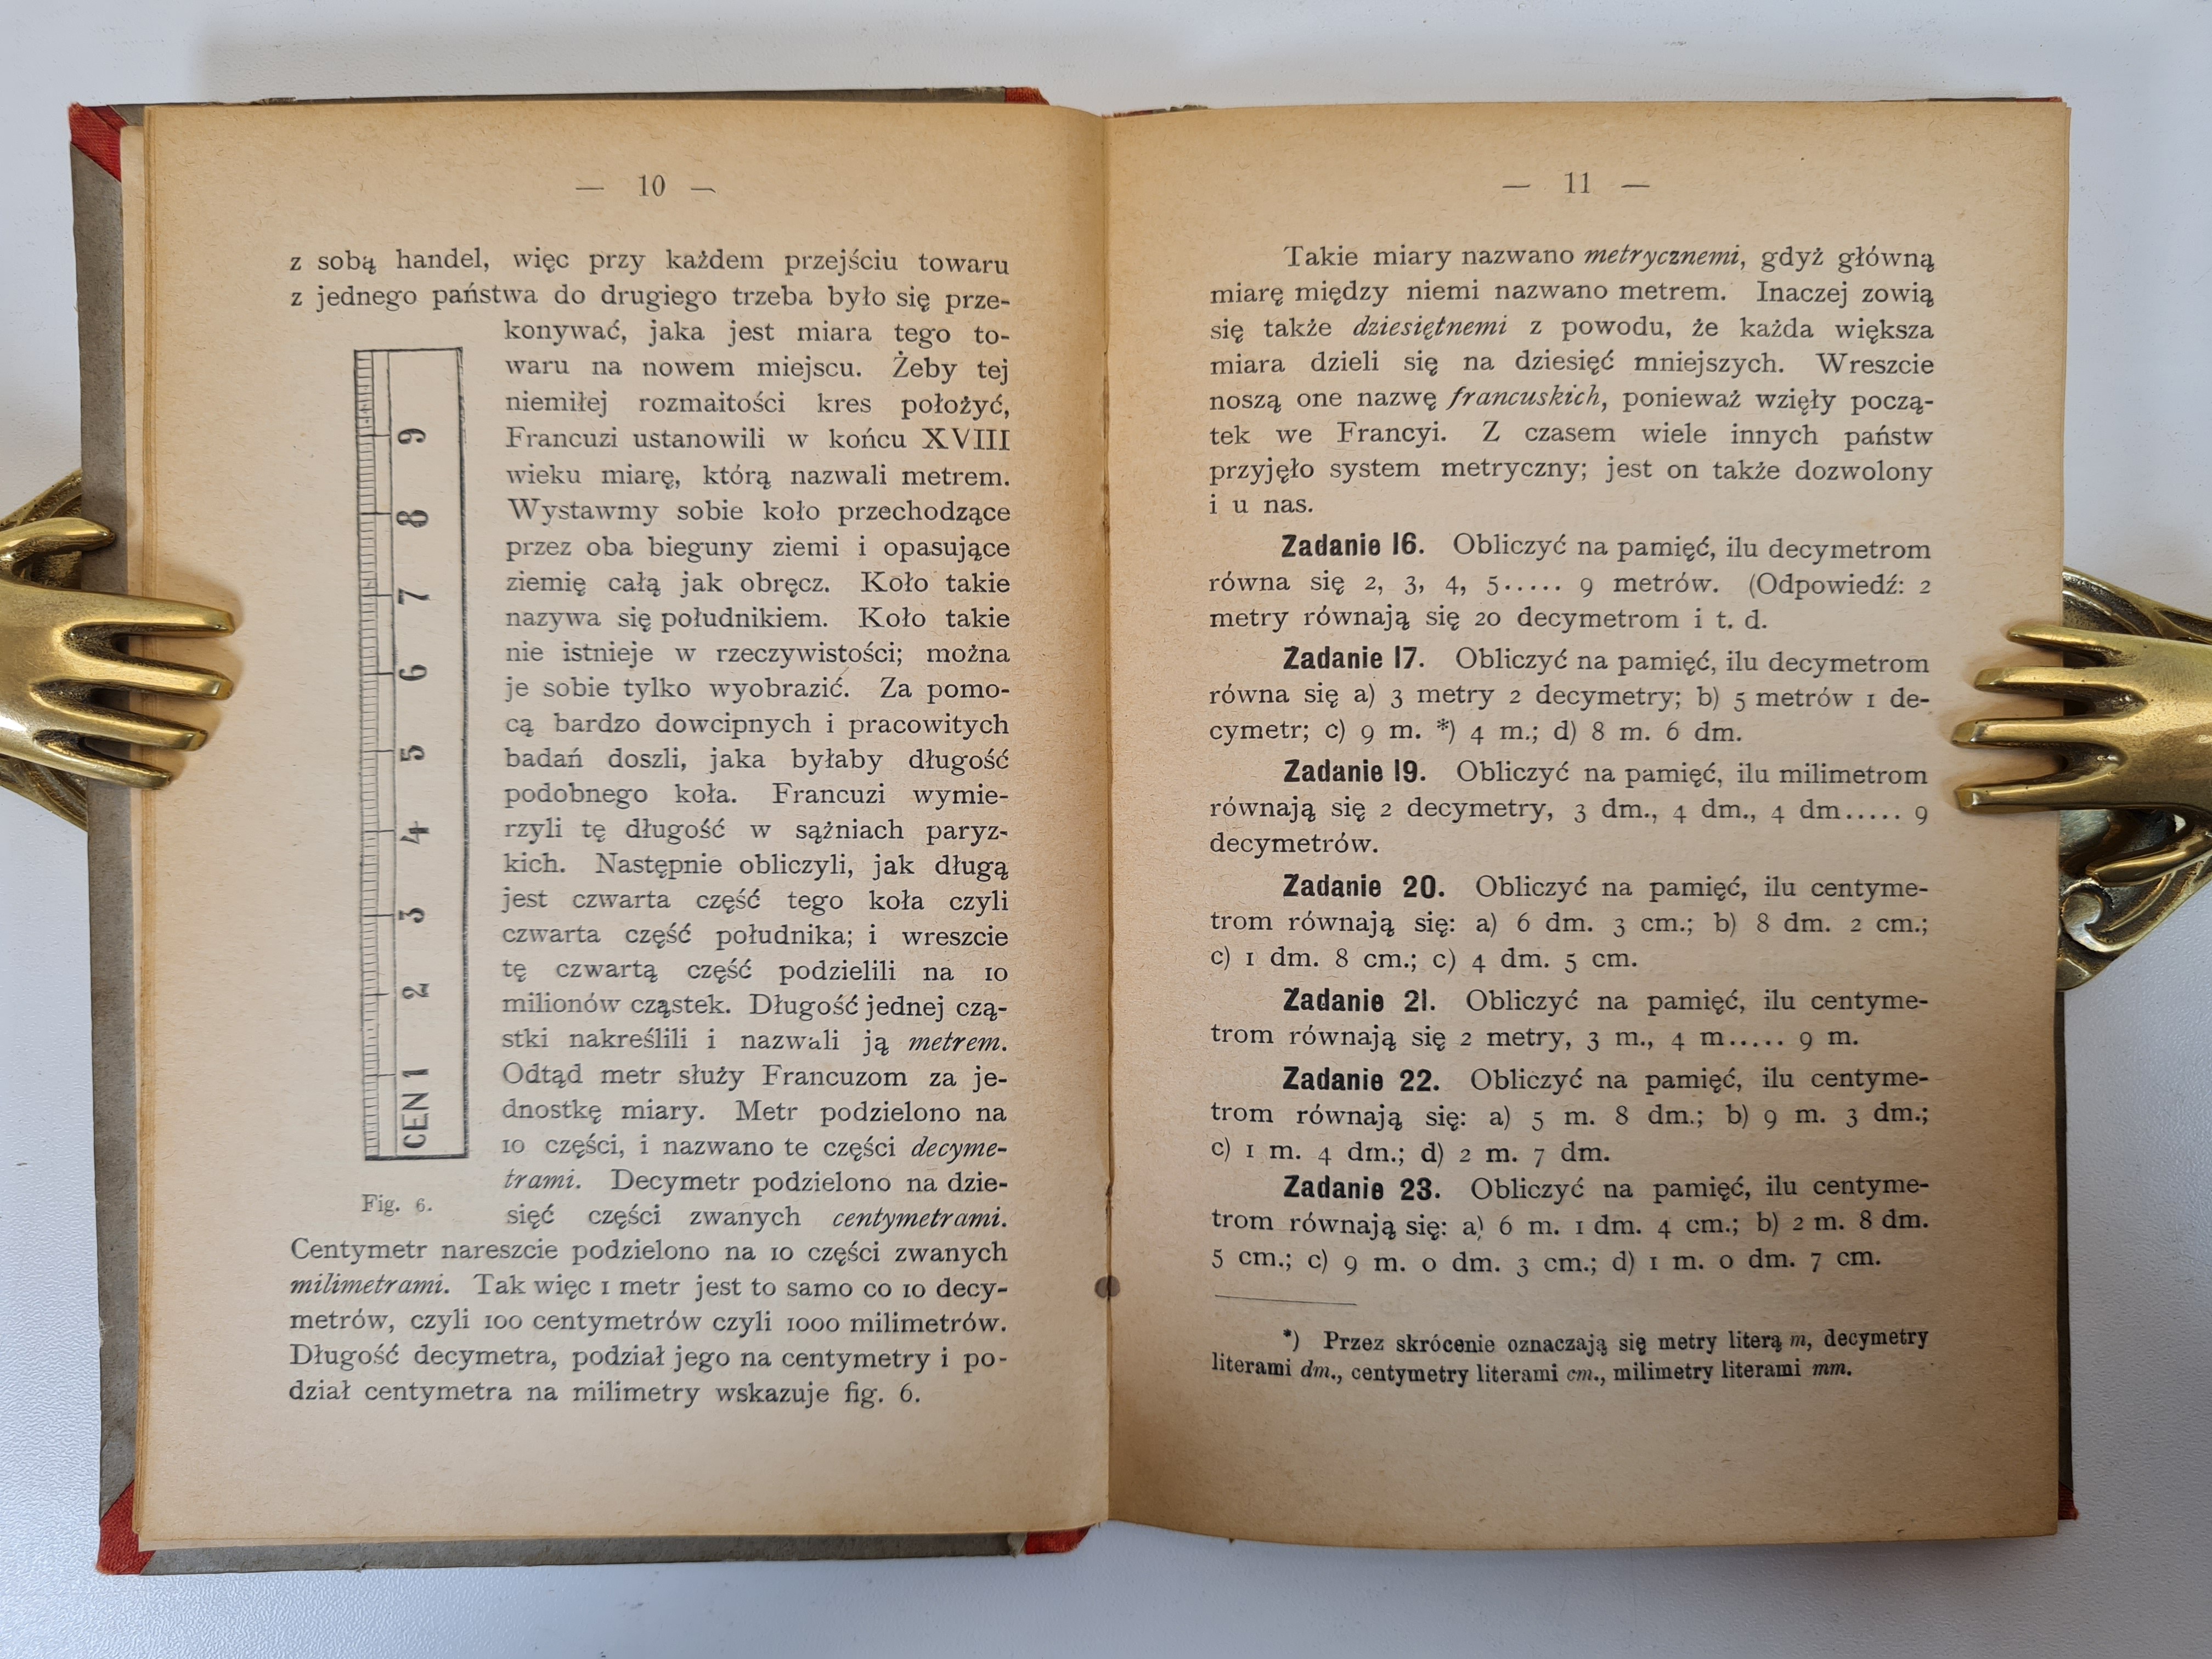 — 10 —
z sobą handel, więc przy każdem przejściu towaru
z jednego państwa do drugiego trzeba było się prze-
konywać, jaka jest miara tego to-
waru na nowem miejscu. Żeby tej
niemiłej rozmaitości kres położyć,
Francuzi ustanowili w końcu XVIII
wieku miarę, którą nazwali metrem.
Wystawmy sobie koło przechodzące
przez oba bieguny ziemi i opasujące
ziemię całą jak obręcz. Koło takie
nazywa się południkiem. Koło takie
nie istnieje w rzeczywistości; można
je sobie tylko wyobrazić. Za pomo-
cą bardzo dowcipnych i pracowitych
badań doszli, jaka byłaby długość
podobnego koła. Francuzi wymie-
rzyli tę długość w sążniach paryz-
kich. Następnie obliczyli, jak długą
jest czwarta część tego koła czyli
czwarta część południka; i wreszcie
tę czwartą część podzielili na 10
milionów cząstek. Długość jednej czą-
stki nakreślili i nazwali ją metrem.
Odtąd metr służy Francuzom za je-
dnostkę miary. Metr podzielono na
10 części, i nazwano te części decyme-
trami. Decymetr podzielono na dzie-
sięć części zwanych centymetrami.
Centymetr nareszcie podzielono na 10 części zwanych
milimetrami. Tak więc 1 metr jest to samo co 10 decy-
metrów, czyli 100 centymetrów czyli 1000 milimetrów.
Długość decymetra, podział jego na centymetry i po-
dział centymetra na milimetry wskazuje fig. 6.
CEN 1 2 3 4 5 6 7 8 9
Fig. 6.
— 11 —
Takie miary nazwano metrycznemi, gdyż główną
miarę między niemi nazwano metrem. Inaczej zowią
się także dziesiętnemi z powodu, że każda większa
miara dzieli się na dziesięć mniejszych. Wreszcie
noszą one nazwę francuskich, ponieważ wzięły począ-
tek we Francyi. Z czasem wiele innych państw
przyjęło system metryczny; jest on także dozwolony
i u nas.
Zadanie 16. Obliczyć na pamięć, ilu decymetrom
równa się 2, 3, 4, 5..... 9 metrów. (Odpowiedź: 2
metry równają się 20 decymetrom i t. d.
Zadanie 17. Obliczyć na pamięć, ilu decymetrom
równa się a) 3 metry 2 decymetry; b) 5 metrów 1 de-
cymetr; c) 9 m. *) 4 m.; d) 8 m. 6 dm.
Zadanie 19. Obliczyć na pamięć, ilu milimetrom
równają się 2 decymetry, 3 dm., 4 dm., 4 dm..... 9
decymetrów.
Zadanie 20. Obliczyć na pamięć, ilu centyme-
trom równają się: a) 6 dm. 3 cm.; b) 8 dm. 2 cm.;
c) 1 dm. 8 cm.; c) 4 dm. 5 cm.
Zadanie 21. Obliczyć na pamięć, ilu centyme-
trom równają się 2 metry, 3 m., 4 m..... 9 m.
Zadanie 22. Obliczyć na pamięć, ilu centyme-
trom równają się: a) 5 m. 8 dm.; b) 9 m. 3 dm.;
c) 1 m. 4 dm.; d) 2 m. 7 dm.
Zadanie 23. Obliczyć na pamięć, ilu centyme-
trom równają się: a) 6 m. 1 dm. 4 cm.; b) 2 m. 8 dm.
5 cm.; c) 9 m. 0 dm. 3 cm.; d) 1 m. 0 dm. 7 cm.
*) Przez skrócenie oznaczają się metry literą m, decymetry
literami dm., centymetry literami cm., milimetry literami mm.